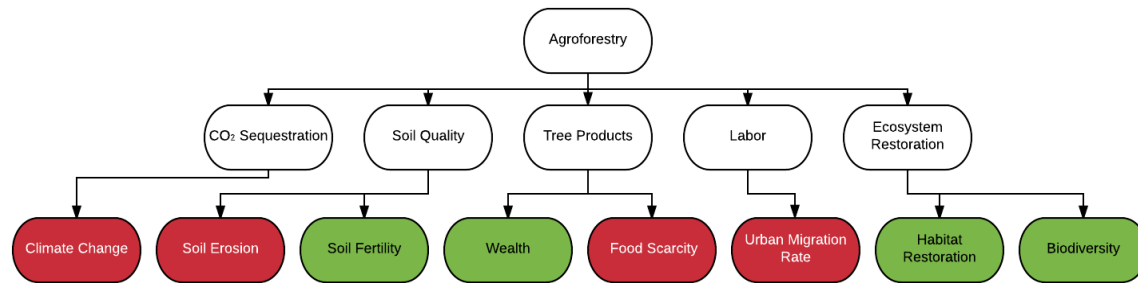 Agroforestry
CO₂ Sequestration
Soil Quality
Tree Products
Labor
Ecosystem
Restoration
Climate Change
Soil Erosion
Soil Fertility
Wealth
Food Scarcity
Urban Migration
Rate
Habitat
Restoration
Biodiversity